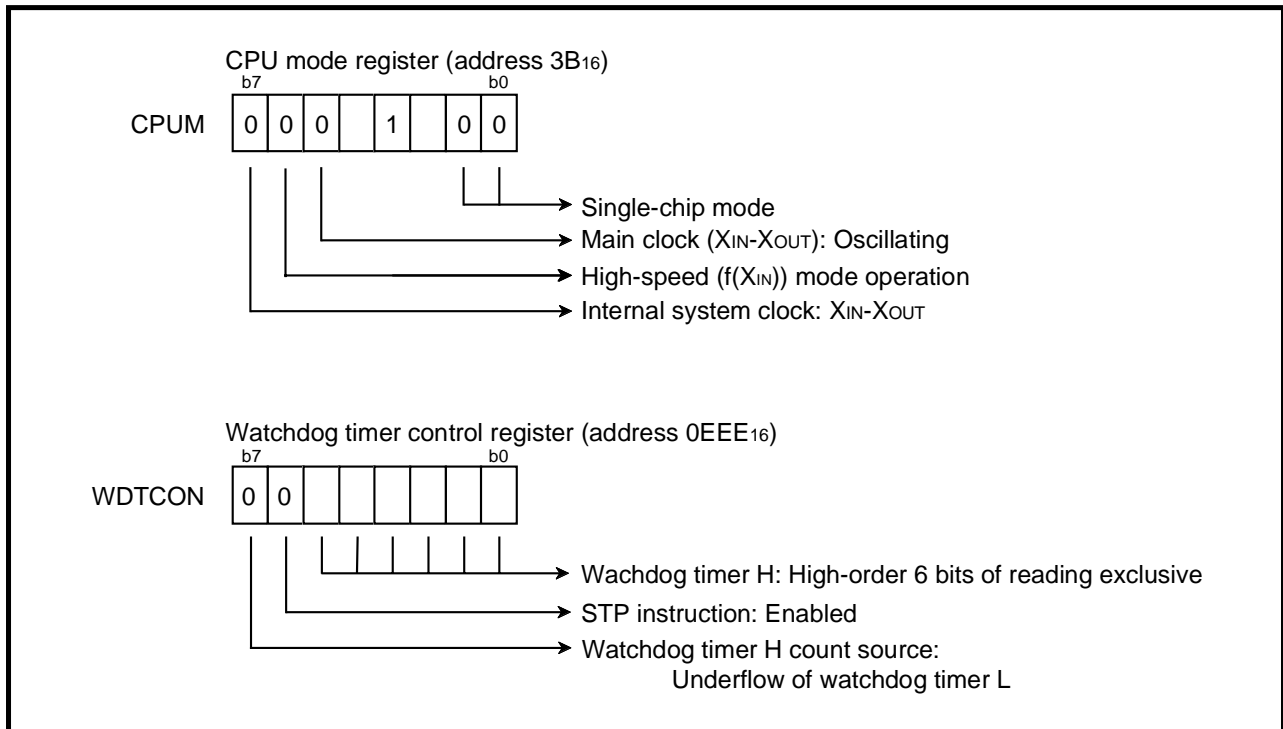 CPU mode register (address 3B16)
b7 b0
CPUM 0 0 0 1 0 0
Single-chip mode
Main clock (XIN-XOUT): Oscillating
High-speed (f(XIN)) mode operation
Internal system clock: XIN-XOUT
Watchdog timer control register (address 0EEE16)
b7 b0
WDTCON 0 0
Wachdog timer H: High-order 6 bits of reading exclusive
STP instruction: Enabled
Watchdog timer H count source:
Underflow of watchdog timer L